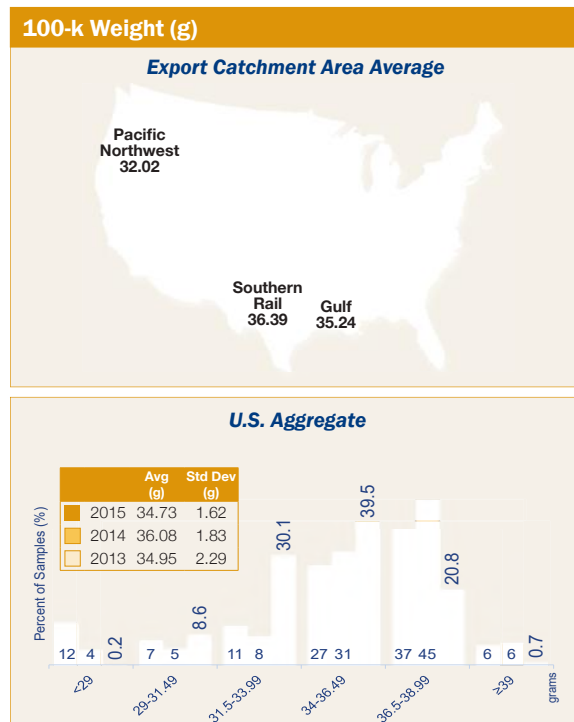 100-k Weight (g)
Export Catchment Area Average
Pacific
Northwest
32.02
Southern
Rail
36.39
Gulf
35.24
U.S. Aggregate
Avg Std Dev
(g) (g)
2015 34.73 1.62
2014 36.08 1.83
2013 34.95 2.29
Percent of Samples (%)
12 4 0.2
7 5 8.6
11 8 30.1
27 31 39.5
37 45 20.8
6 6 0.7
<29
29-31.49
31.5-33.99
34-36.49
36.5-38.99
≥39
grams